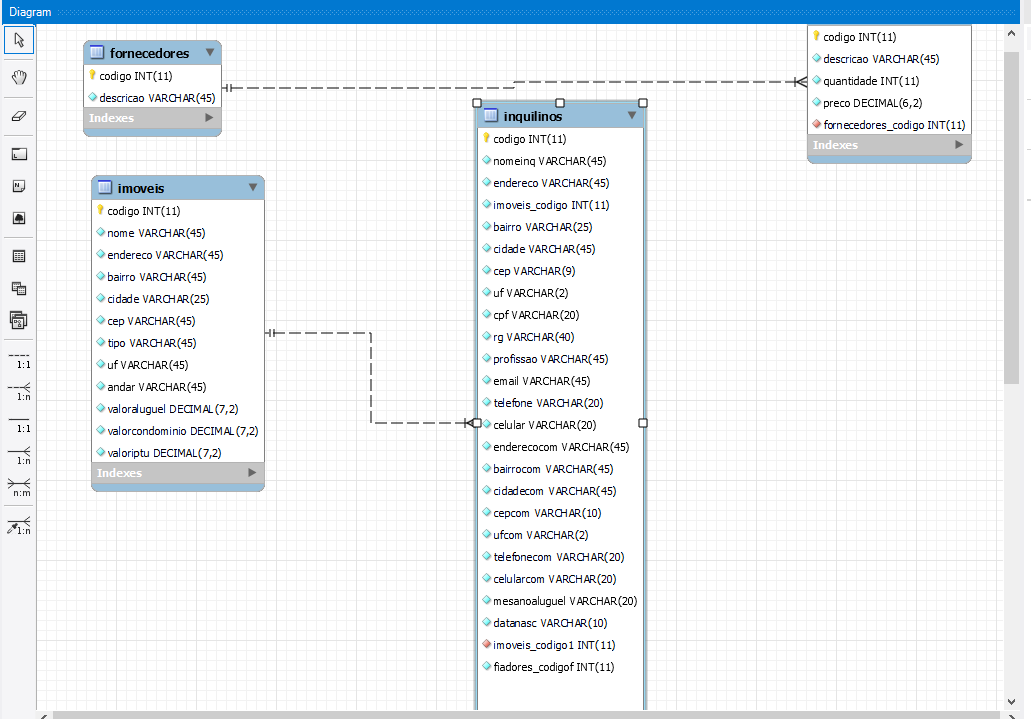 Diagram
fornecedores
codigo INT(11)
descricao VARCHAR(45)
Indexes
imoveis
codigo INT(11)
nome VARCHAR(45)
endereco VARCHAR(45)
bairro VARCHAR(45)
cidade VARCHAR(25)
cep VARCHAR(45)
tipo VARCHAR(45)
uf VARCHAR(45)
andar VARCHAR(45)
valoraluguel DECIMAL(7,2)
valorcondominio DECIMAL(7,2)
valoriptu DECIMAL(7,2)
Indexes
inquilinos
codigo INT(11)
nomeinq VARCHAR(45)
endereco VARCHAR(45)
imoveis_codigo INT(11)
bairro VARCHAR(25)
cidade VARCHAR(45)
cep VARCHAR(9)
uf VARCHAR(2)
cpf VARCHAR(20)
rg VARCHAR(40)
profissao VARCHAR(45)
email VARCHAR(45)
telefone VARCHAR(20)
celular VARCHAR(20)
enderecocom VARCHAR(45)
bairrocom VARCHAR(45)
cidadecom VARCHAR(45)
cepcom VARCHAR(10)
ufcom VARCHAR(2)
telefonecom VARCHAR(20)
celularcom VARCHAR(20)
mesanoaluguel VARCHAR(20)
datanasc VARCHAR(10)
imoveis_codigo1 INT(11)
fiadores_codigof INT(11)
codigo INT(11)
descricao VARCHAR(45)
quantidade INT(11)
preco DECIMAL(6,2)
fornecedores_codigo INT(11)
Indexes
1:1
1:n
1:1
1:n
n:m
1:n